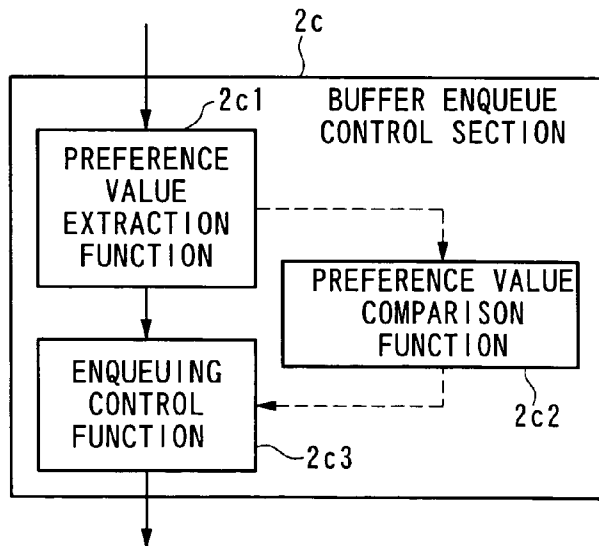 2c
BUFFER ENQUEUE
CONTROL SECTION
2c1
PREFERENCE
VALUE
EXTRACTION
FUNCTION
PREFERENCE VALUE
COMPARISON
FUNCTION
2c2
ENQUEUING
CONTROL
FUNCTION
2c3